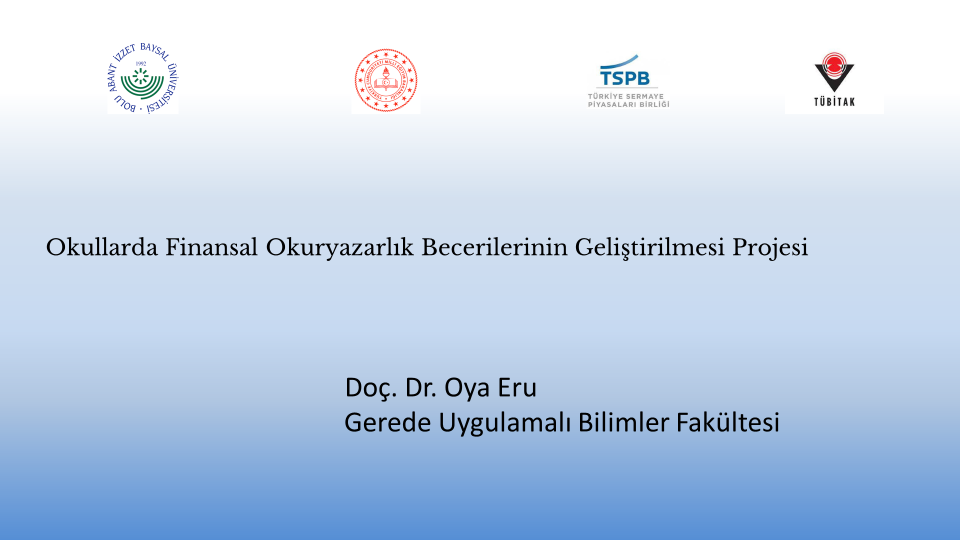 BOLU ABANT İZZET BAYSAL ÜNİVERSİTESİ
1992
TSPB
TÜRKİYE SERMAYE
PİYASALARI BİRLİĞİ
TÜBİTAK
Okullarda Finansal Okuryazarlık Becerilerinin Geliştirilmesi Projesi
Doç. Dr. Oya Eru
Gerede Uygulamalı Bilimler Fakültesi